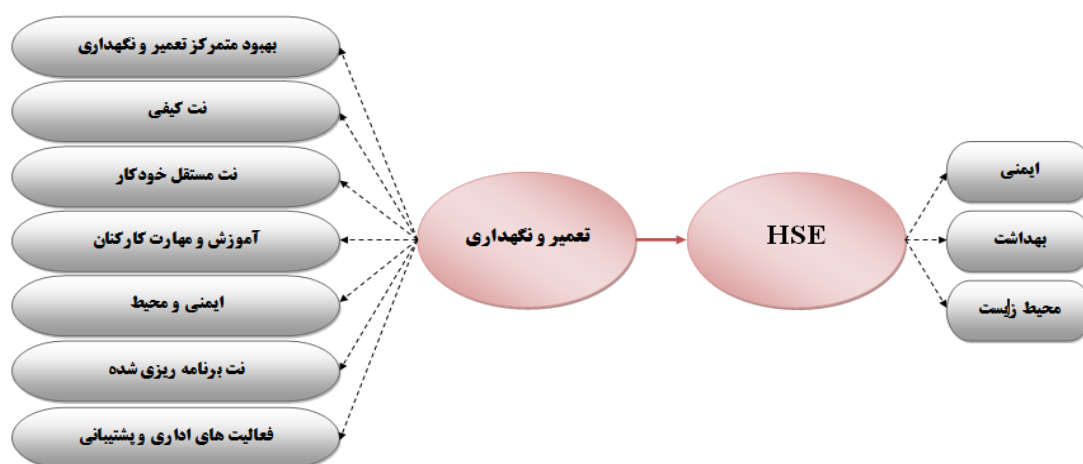 بهبود متمرکز تعمیر و نگهداری
نت کیفی
نت مستقل خودکار
آموزش و مهارت کارکنان
ایمنی و محیط
نت برنامه ریزی شده
فعالیت های اداری و پشتیبانی
تعمیر و نگهداری
HSE
ایمنی
بهداشت
محیط زیست